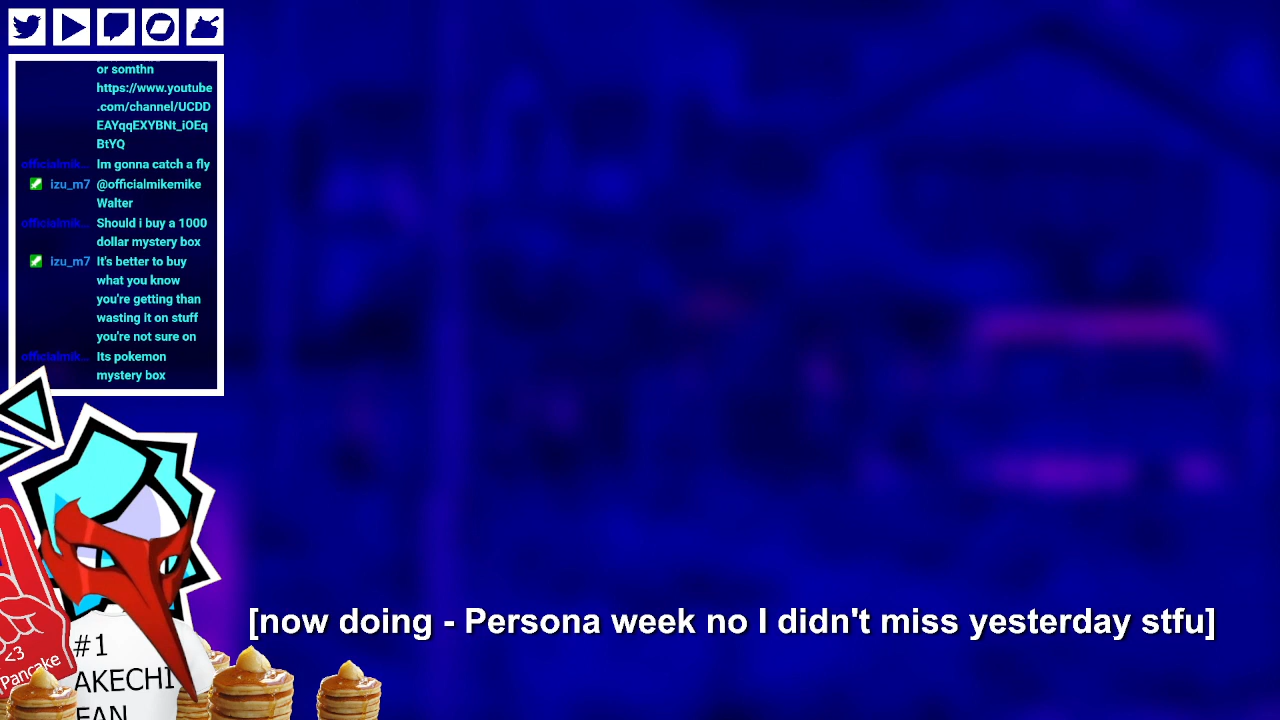 or somthn
https://www.youtube
.com/channel/UCDD
EAYqqEXYBNt_iOEq
BtYQ
officialmik... Im gonna catch a fly
izu_m7 @officialmikemike
Walter
officialmik... Should i buy a 1000
dollar mystery box
izu_m7 It's better to buy
what you know
you're getting than
wasting it on stuff
you're not sure on
officialmik... Its pokemon
mystery box
[now doing - Persona week no I didn't miss yesterday stfu]
<3
Pancake
#1
AKECHI
FAN